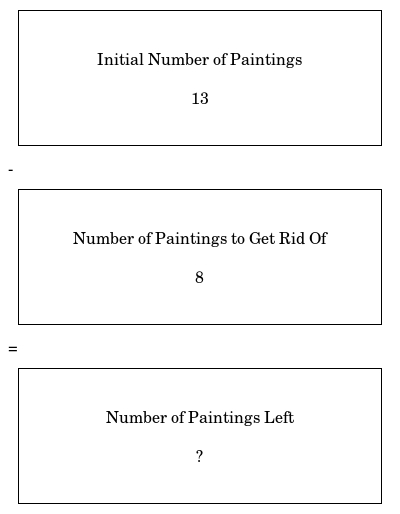 Initial Number of Paintings
13
-
Number of Paintings to Get Rid Of
8
=
Number of Paintings Left
?